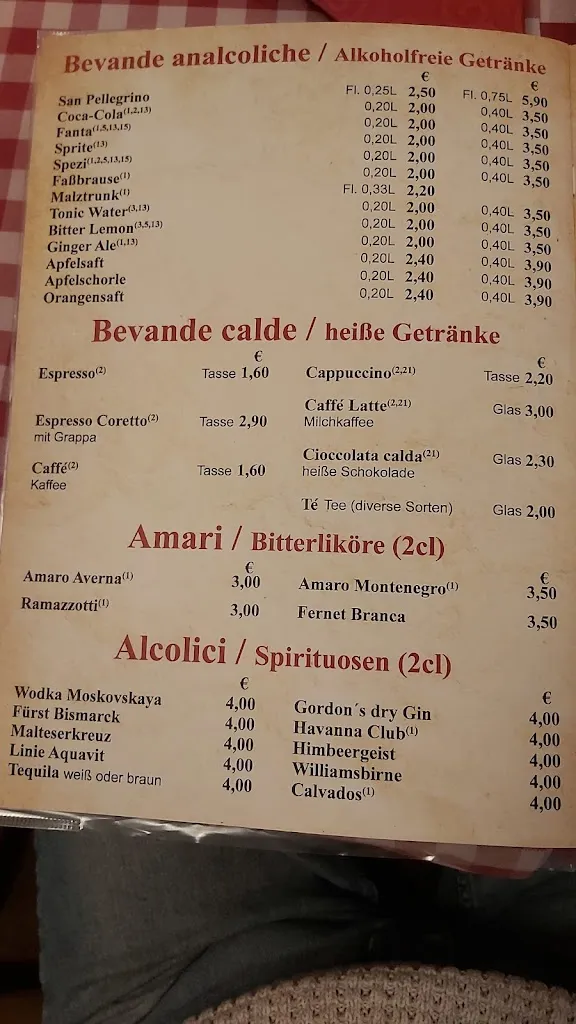 Bevande analcoliche / Alkoholfreie Getränke
€ €
San Pellegrino Fl. 0,25L 2,50 Fl. 0,75L 5,90
Coca-Cola(1,2,13) 0,20L 2,00 0,40L 3,50
Fanta(1,5,13,15) 0,20L 2,00 0,40L 3,50
Sprite(13) 0,20L 2,00 0,40L 3,50
Spezi(1,2,5,13,15) 0,20L 2,00 0,40L 3,50
Faßbrause(1) 0,20L 2,00 0,40L 3,50
Malztrunk(1) Fl. 0,33L 2,20
Tonic Water(3,13) 0,20L 2,00 0,40L 3,50
Bitter Lemon(3,5,13) 0,20L 2,00 0,40L 3,50
Ginger Ale(1,13) 0,20L 2,00 0,40L 3,50
Apfelsaft 0,20L 2,40 0,40L 3,90
Apfelschorle 0,20L 2,40 0,40L 3,90
Orangensaft 0,20L 2,40 0,40L 3,90
Bevande calde / heiße Getränke
€ €
Espresso(2) Tasse 1,60 Cappuccino(2,21) Tasse 2,20
Caffé Latte(2,21) Glas 3,00
Milchkaffee
Espresso Coretto(2) Tasse 2,90
mit Grappa
Cioccolata calda(21) Glas 2,30
heiße Schokolade
Caffé(2) Tasse 1,60
Kaffee
Té Tee (diverse Sorten) Glas 2,00
Amari / Bitterliköre (2cl)
€ €
Amaro Averna(1) 3,00 Amaro Montenegro(1) 3,50
Ramazzotti(1) 3,00 Fernet Branca 3,50
Alcolici / Spirituosen (2cl)
€ €
Wodka Moskovskaya 4,00 Gordon´s dry Gin 4,00
Fürst Bismarck 4,00 Havanna Club(1) 4,00
Malteserkreuz 4,00 Himbeergeist 4,00
Linie Aquavit 4,00 Williamsbirne 4,00
Tequila weiß oder braun 4,00 Calvados(1) 4,00